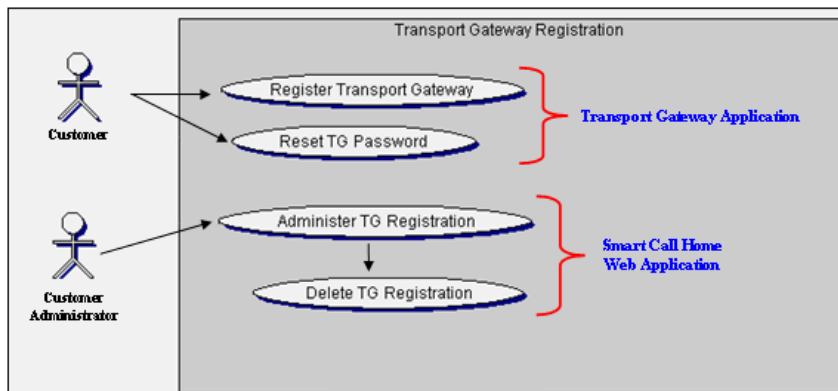 Transport Gateway Registration
Register Transport Gateway
Transport Gateway Application
Customer
Reset TG Password
Administer TG Registration
Smart Call Home
Web Application
Customer
Administrator
Delete TG Registration